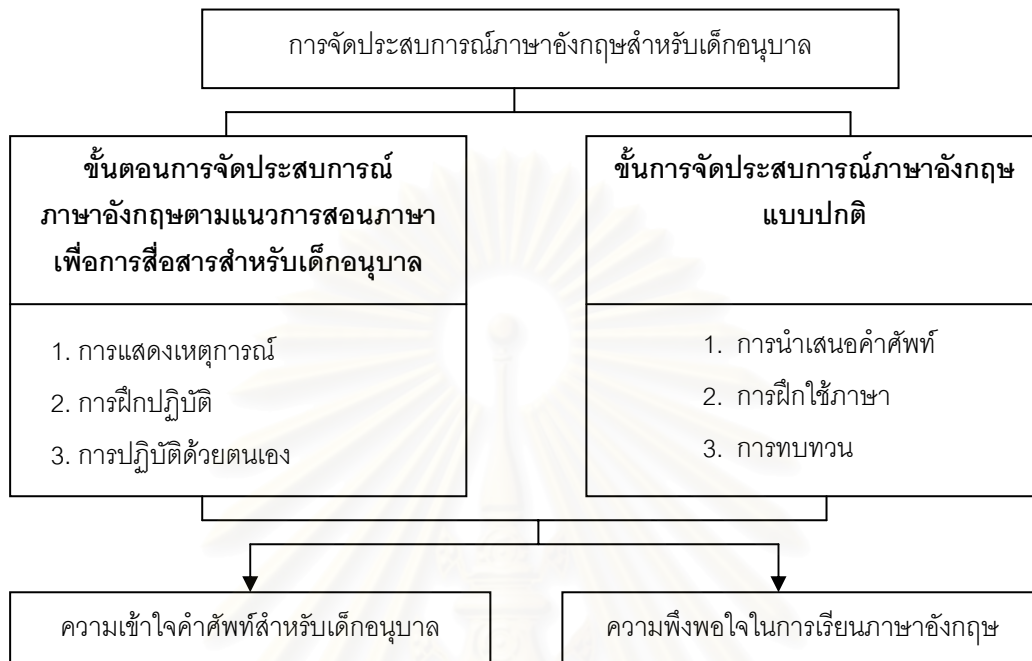 การจัดประสบการณ์ภาษาอังกฤษสำหรับเด็กอนุบาล
ขั้นตอนการจัดประสบการณ์
ภาษาอังกฤษตามแนวการสอนภาษา
เพื่อการสื่อสารสำหรับเด็กอนุบาล
1. การแสดงเหตุการณ์
2. การฝึกปฏิบัติ
3. การปฏิบัติด้วยตนเอง
ขั้นการจัดประสบการณ์ภาษาอังกฤษ
แบบปกติ
1. การนำเสนอคำศัพท์
2. การฝึกใช้ภาษา
3. การทบทวน
ความเข้าใจคำศัพท์สำหรับเด็กอนุบาล
ความพึงพอใจในการเรียนภาษาอังกฤษ